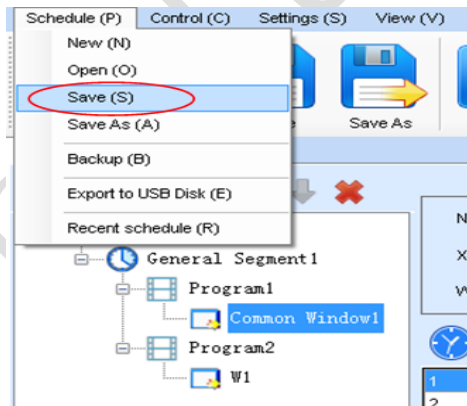 Schedule (P) Control (C) Settings (S) View (V)
New (N)
Open (O)
Save (S)
Save As (A)
Save As
Backup (B)
Export to USB Disk (E)
Recent schedule (R)
N
General Segment1
X
Program1
W
Common Window1
Program2
W1
1
2